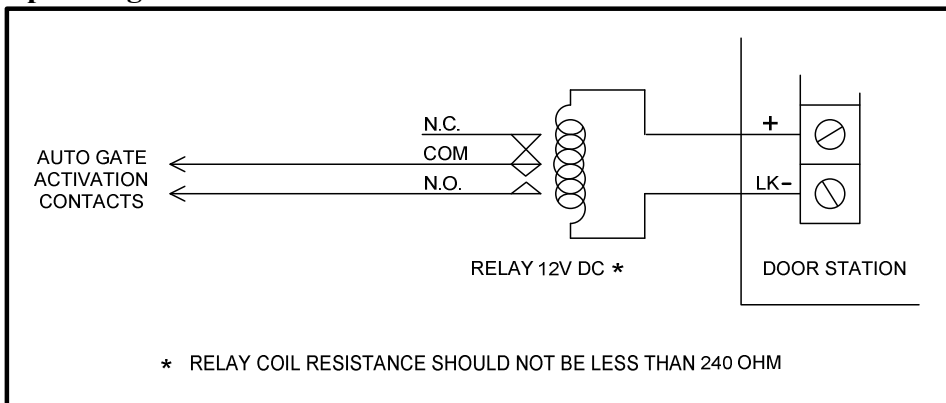 N.C.
COM
N.O.
AUTO GATE
ACTIVATION
CONTACTS
+
LK-
RELAY 12V DC *
DOOR STATION
* RELAY COIL RESISTANCE SHOULD NOT BE LESS THAN 240 OHM